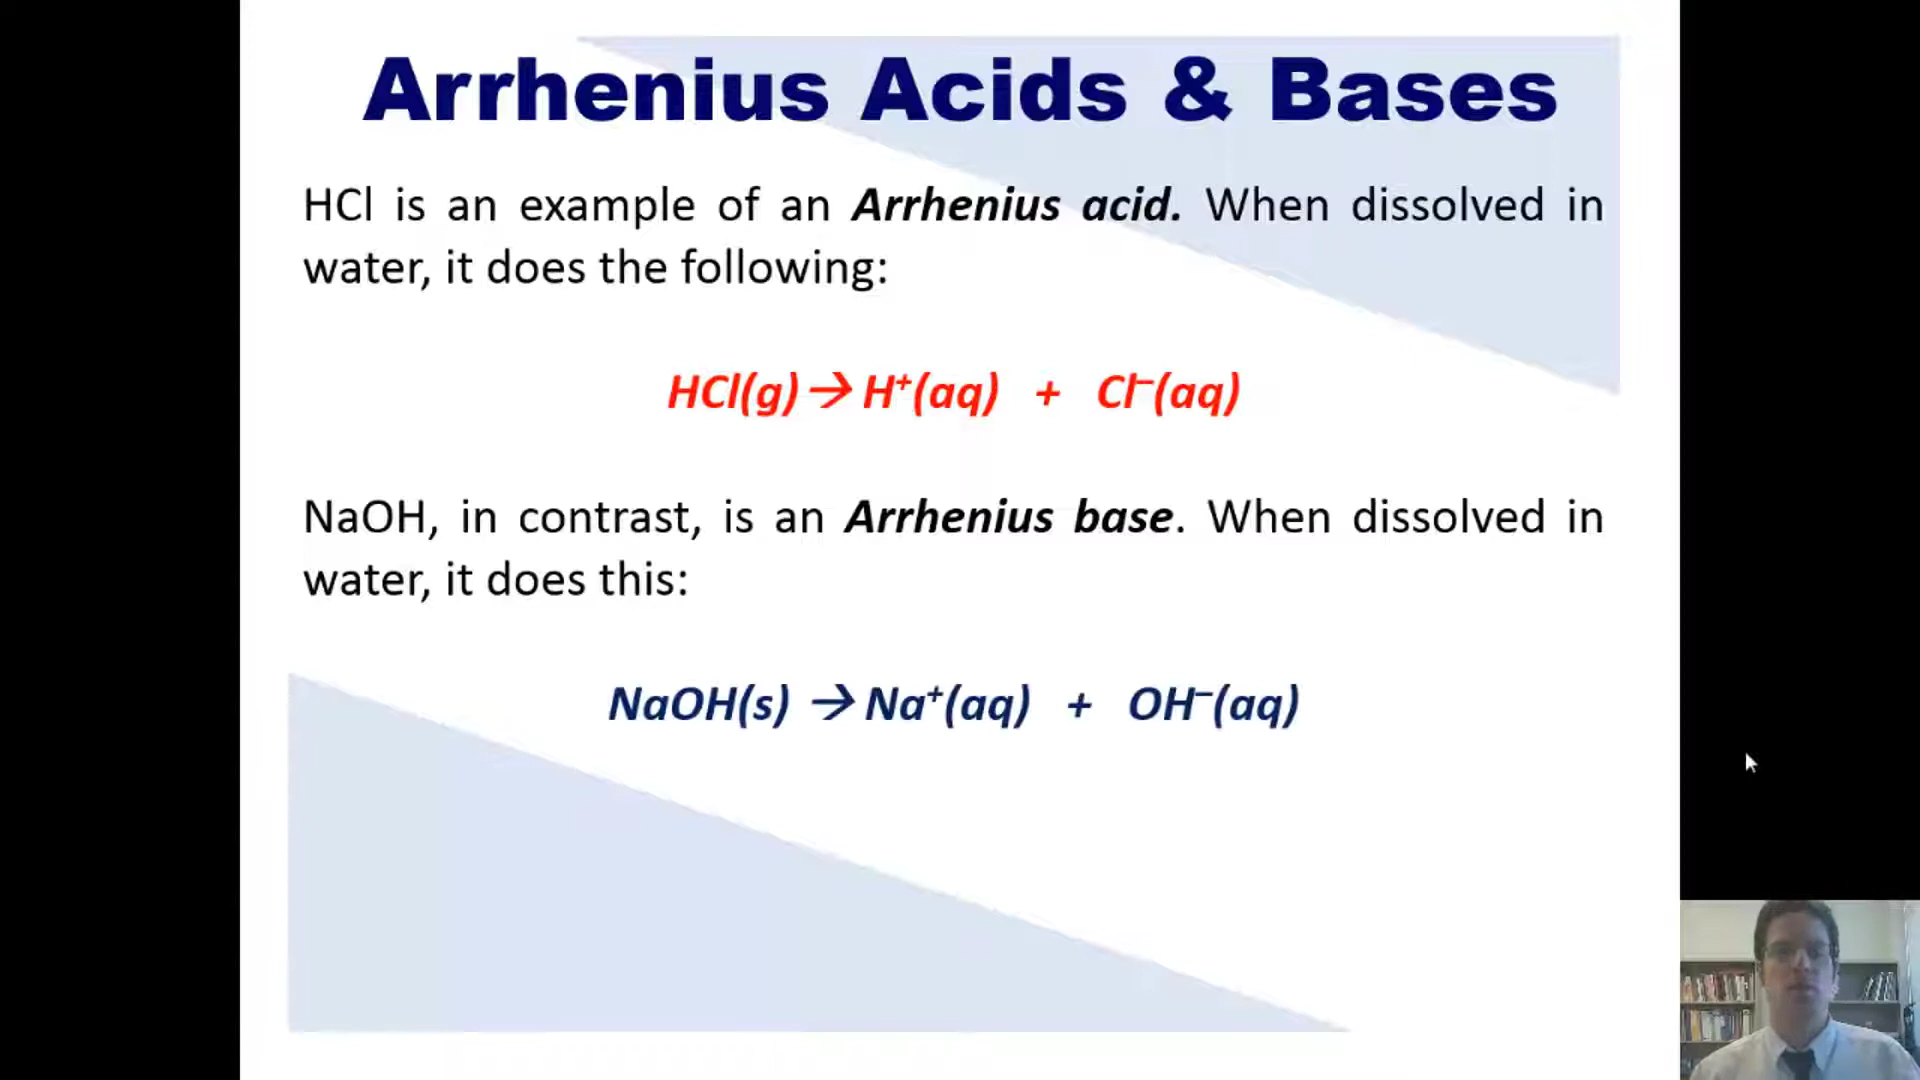 Arrhenius Acids & Bases
HCl is an example of an Arrhenius acid. When dissolved in
water, it does the following:
HCl(g) → H⁺(aq) + Cl⁻(aq)
NaOH, in contrast, is an Arrhenius base. When dissolved in
water, it does this:
NaOH(s) → Na⁺(aq) + OH⁻(aq)